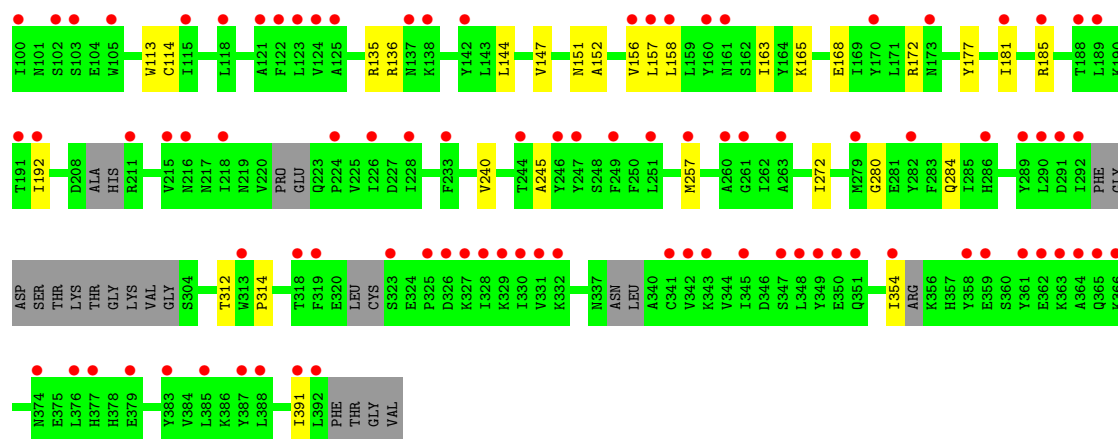 I100 N101 S102 S103 E104 W105 W113 C114 I115 L118 A121 F122 L123 V124 A125 R135 R136 N137 K138 Y142 L143 L144 V147 N151 A152 V156 L157 L158 L159 Y160 N161 S162 I163 Y164 K165 E168 I169 Y170 L171 R172 N173 Y177 I181 R185 T188 L189 K190
T191 I192 D208 ALA HIS R211 V215 N216 N217 I218 N219 V220 PRO GLU Q223 P224 V225 I226 D227 I228 F233 V240 T244 A245 Y246 Y247 S248 F249 F250 L251 M257 A260 G261 I262 A263 I272 M279 G280 E281 Y282 F283 Q284 I285 H286 Y289 L290 D291 I292 PHE GLY
ASP SER THR LYS THR GLY LYS VAL GLY S304 T312 W313 P314 T318 F319 E320 LEU CYS S323 E324 P325 D326 K327 I328 K329 I330 V331 K332 N337 ASN LEU A340 C341 V342 K343 V344 I345 D346 S347 L348 Y349 E350 Q351 I354 ARG K356 H357 Y358 E359 S360 Y361 E362 K363 A364 Q365
N374 E375 L376 H377 H378 E379 Y383 V384 L385 K386 Y387 L388 I391 L392 PHE THR GLY VAL